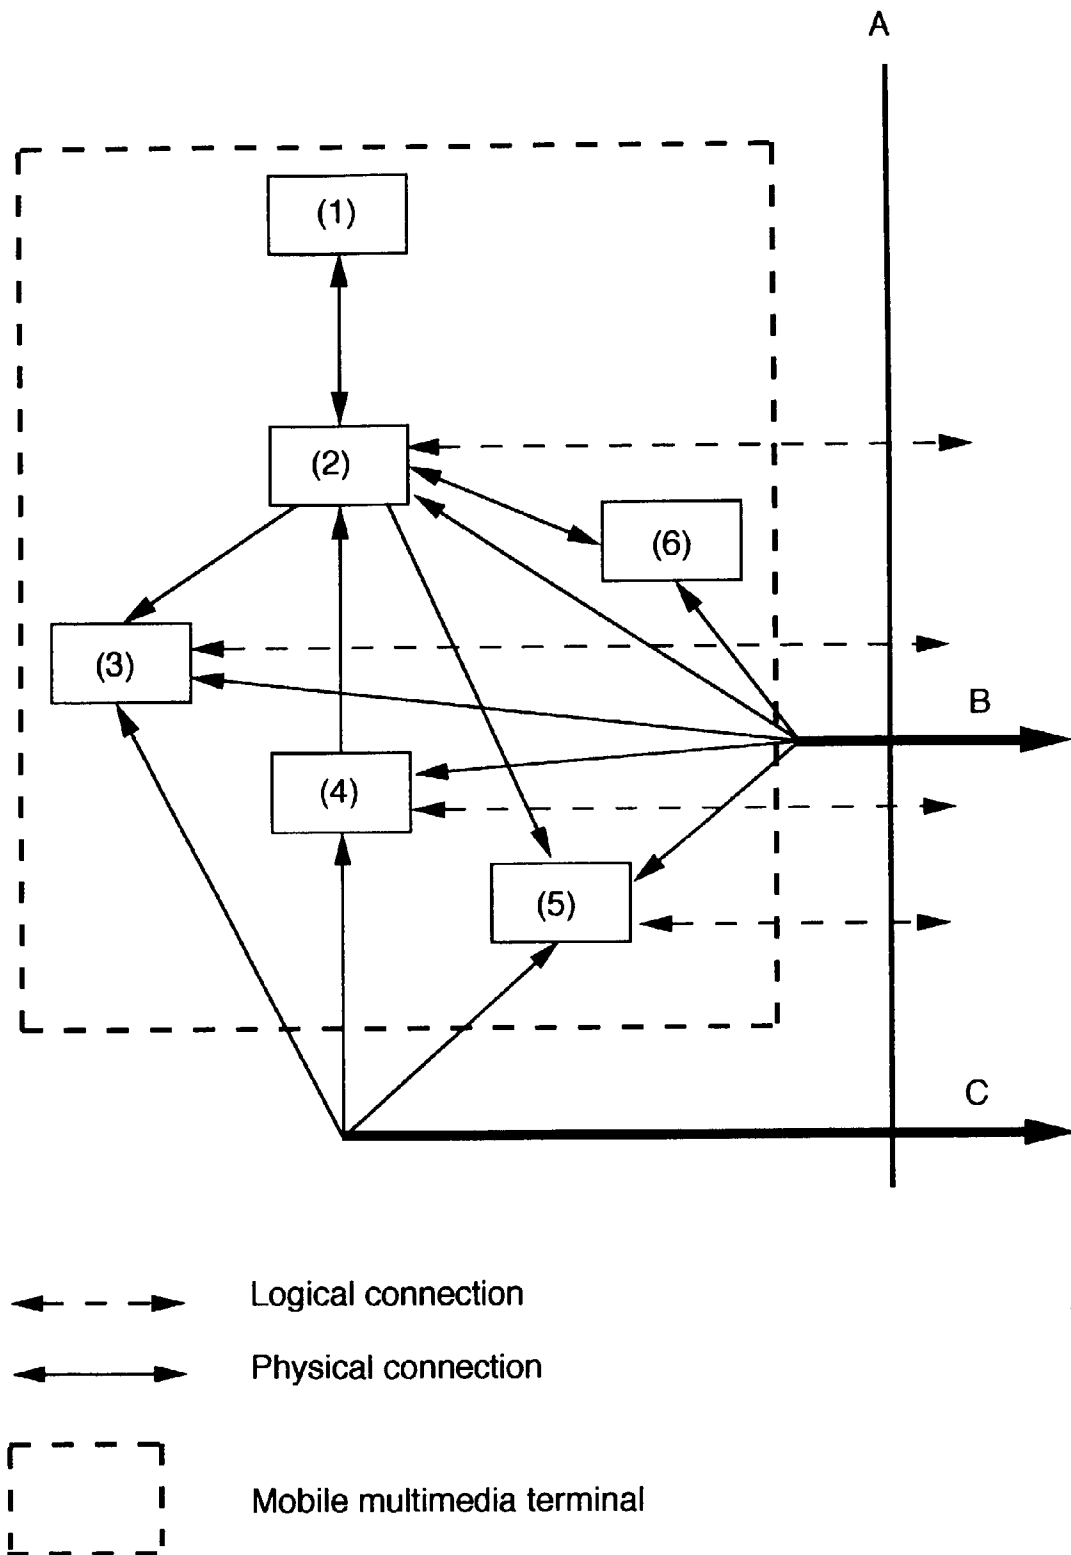 A
(1)
(2)
(6)
(3)
B
(4)
(5)
C
Logical connection
Physical connection
Mobile multimedia terminal